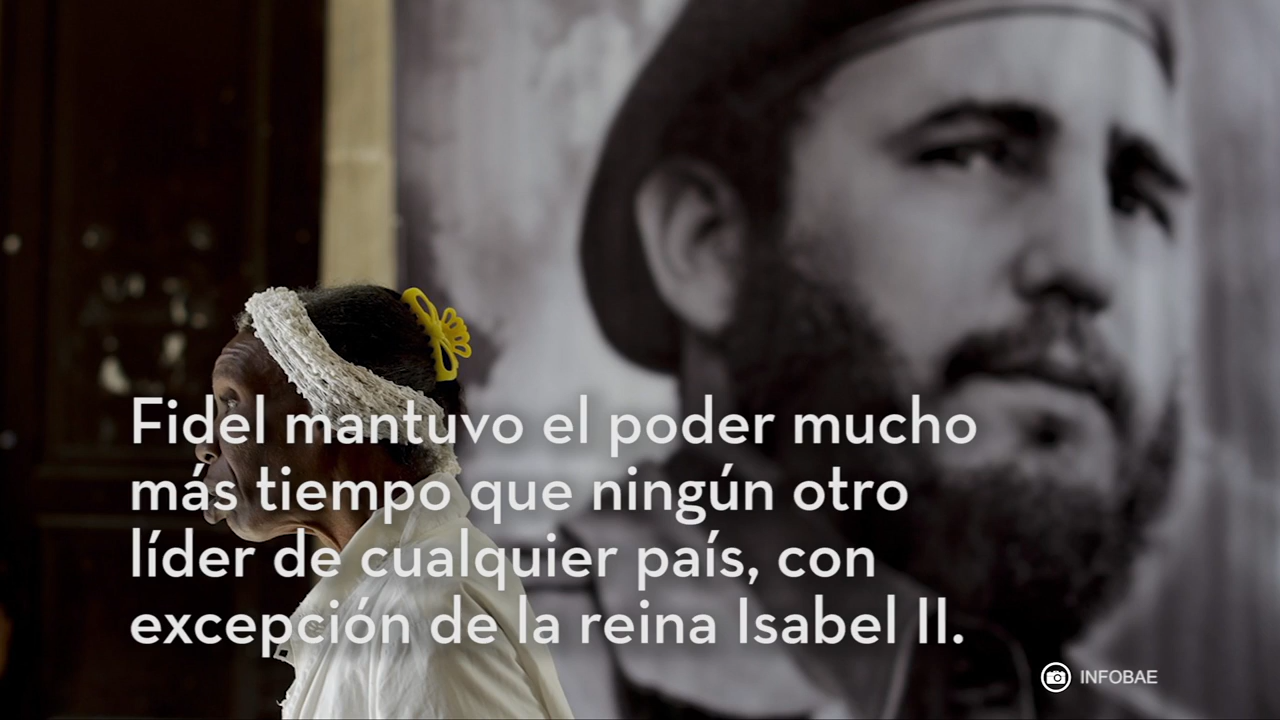 Fidel mantuvo el poder mucho
más tiempo que ningún otro
líder de cualquier país, con
excepción de la reina Isabel II.
INFOBAE